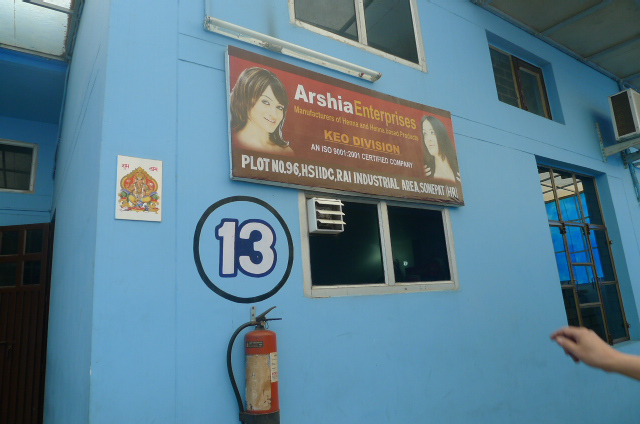 Arshia Enterprises
Manufacturers of Henna and Henna based Products
KEO DIVISION
AN ISO 9001:2001 CERTIFIED COMPANY
PLOT NO.96,HSIIDC,RAI INDUSTRIAL AREA,SONEPAT (HR)
13